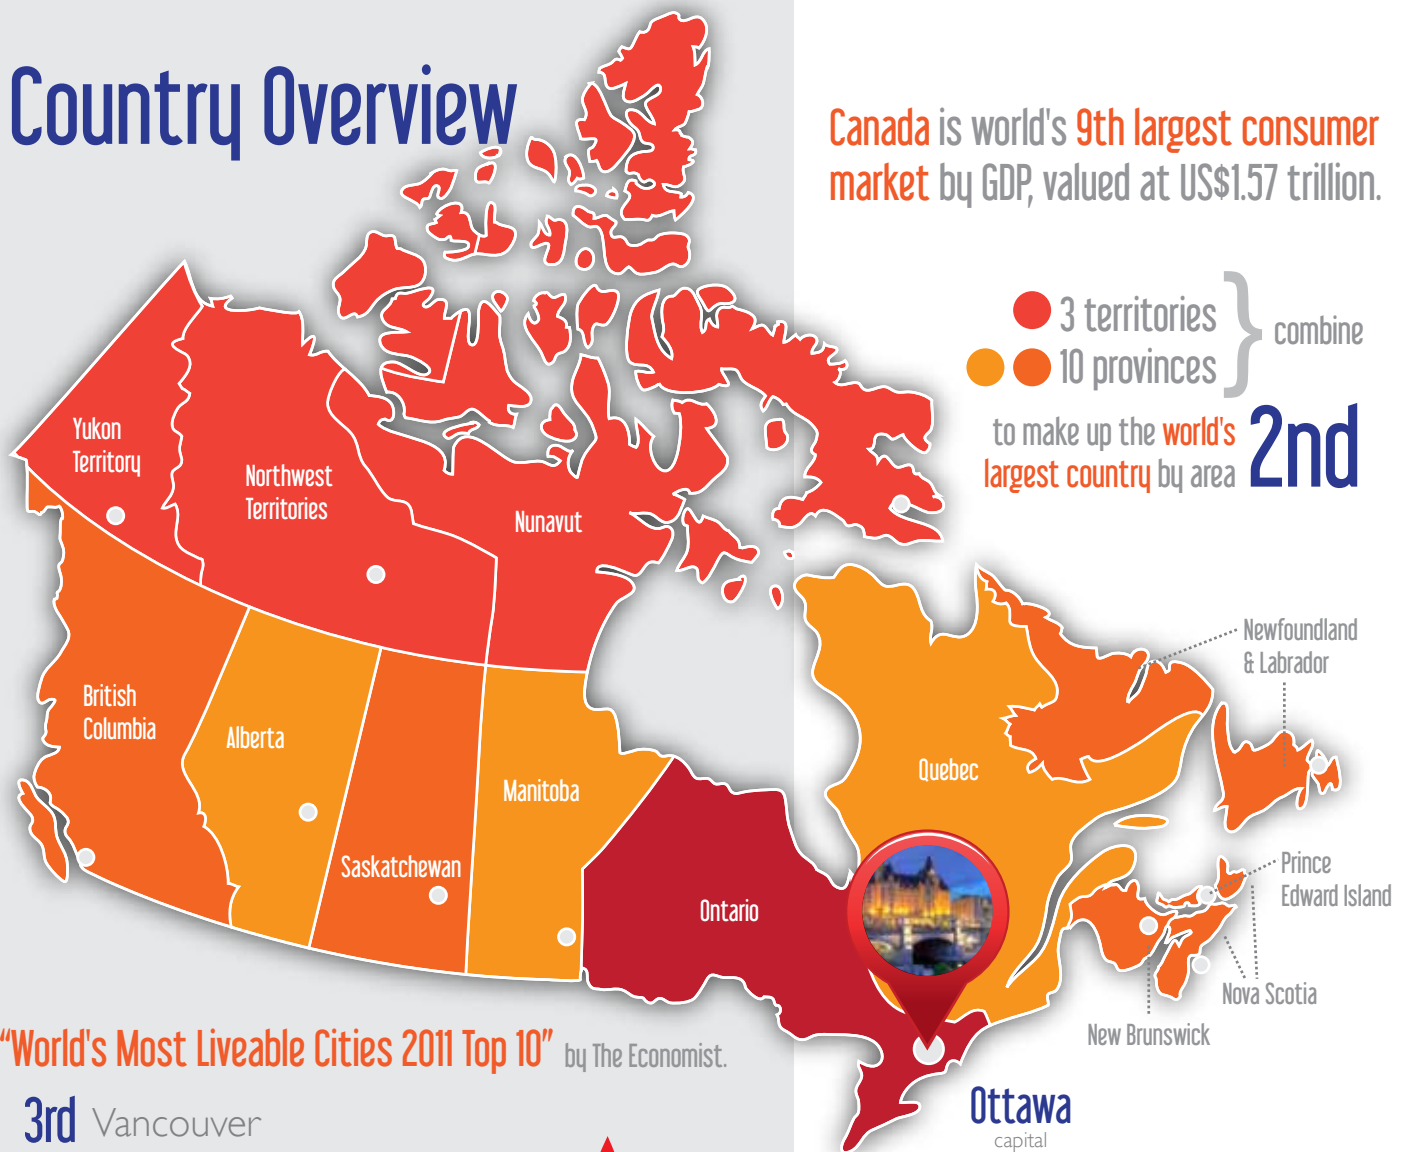 Country Overview
Canada is world's 9th largest consumer
market by GDP, valued at US$1.57 trillion.
3 territories
10 provinces
combine
to make up the world's
largest country by area
2nd
Yukon
Territory
Northwest
Territories
Nunavut
British
Columbia
Alberta
Saskatchewan
Manitoba
Ontario
Quebec
Newfoundland
& Labrador
Prince
Edward Island
Nova Scotia
New Brunswick
Ottawa
capital
“World's Most Liveable Cities 2011 Top 10” by The Economist.
3rd Vancouver